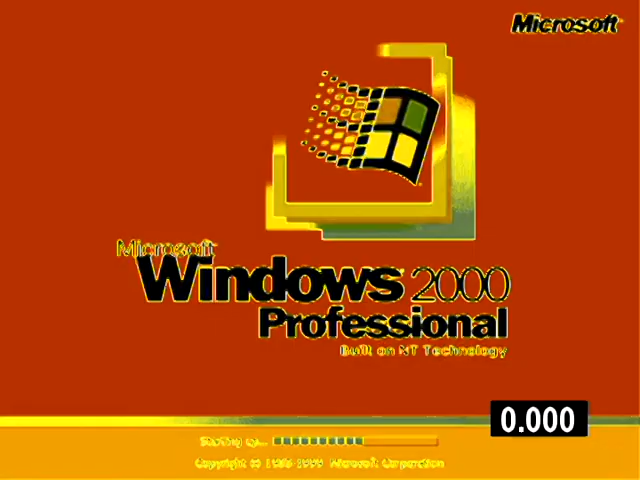 Microsoft
Microsoft
Windows 2000
Professional
Built on NT Technology
0.000
Starting up...
Copyright © 1985-1999 Microsoft Corporation